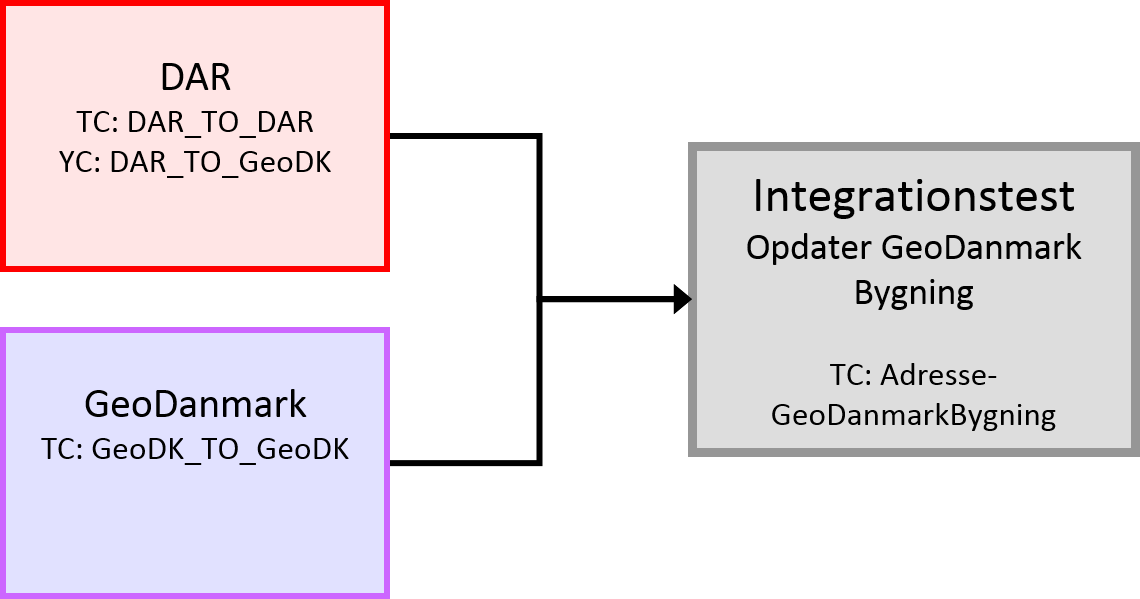 DAR
TC: DAR_TO_DAR
YC: DAR_TO_GeoDK
GeoDanmark
TC: GeoDK_TO_GeoDK
Integrationstest
Opdater GeoDanmark
Bygning
TC: Adresse-
GeoDanmarkBygning